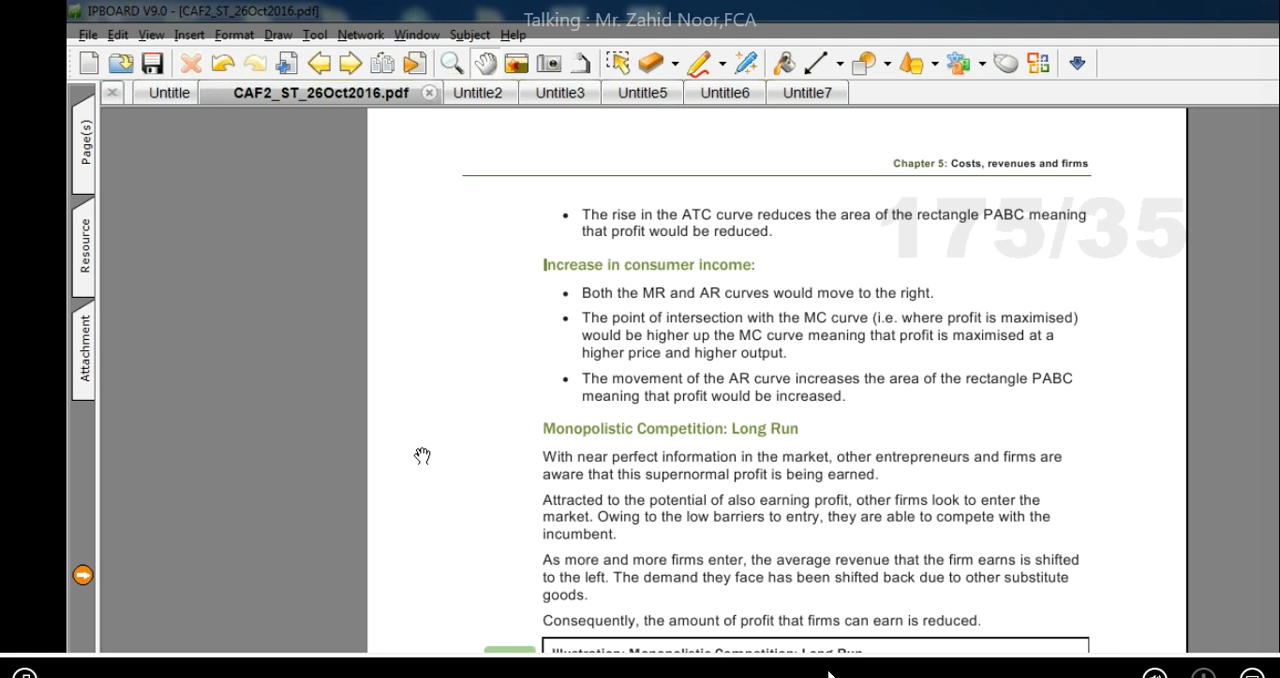 IPBOARD V9.0 - [CAF2_ST_26Oct2016.pdf]
Talking : Mr. Zahid Noor,FCA
File Edit View Insert Format Draw Tool Network Window Subject Help
Untitle CAF2_ST_26Oct2016.pdf Untitle2 Untitle3 Untitle5 Untitle6 Untitle7
Page(s)
Resource
Attachment
Chapter 5: Costs, revenues and firms
175/35
• The rise in the ATC curve reduces the area of the rectangle PABC meaning
that profit would be reduced.
Increase in consumer income:
• Both the MR and AR curves would move to the right.
• The point of intersection with the MC curve (i.e. where profit is maximised)
would be higher up the MC curve meaning that profit is maximised at a
higher price and higher output.
• The movement of the AR curve increases the area of the rectangle PABC
meaning that profit would be increased.
Monopolistic Competition: Long Run
With near perfect information in the market, other entrepreneurs and firms are
aware that this supernormal profit is being earned.
Attracted to the potential of also earning profit, other firms look to enter the
market. Owing to the low barriers to entry, they are able to compete with the
incumbent.
As more and more firms enter, the average revenue that the firm earns is shifted
to the left. The demand they face has been shifted back due to other substitute
goods.
Consequently, the amount of profit that firms can earn is reduced.
Illustration: Monopolistic Competition: Long Run